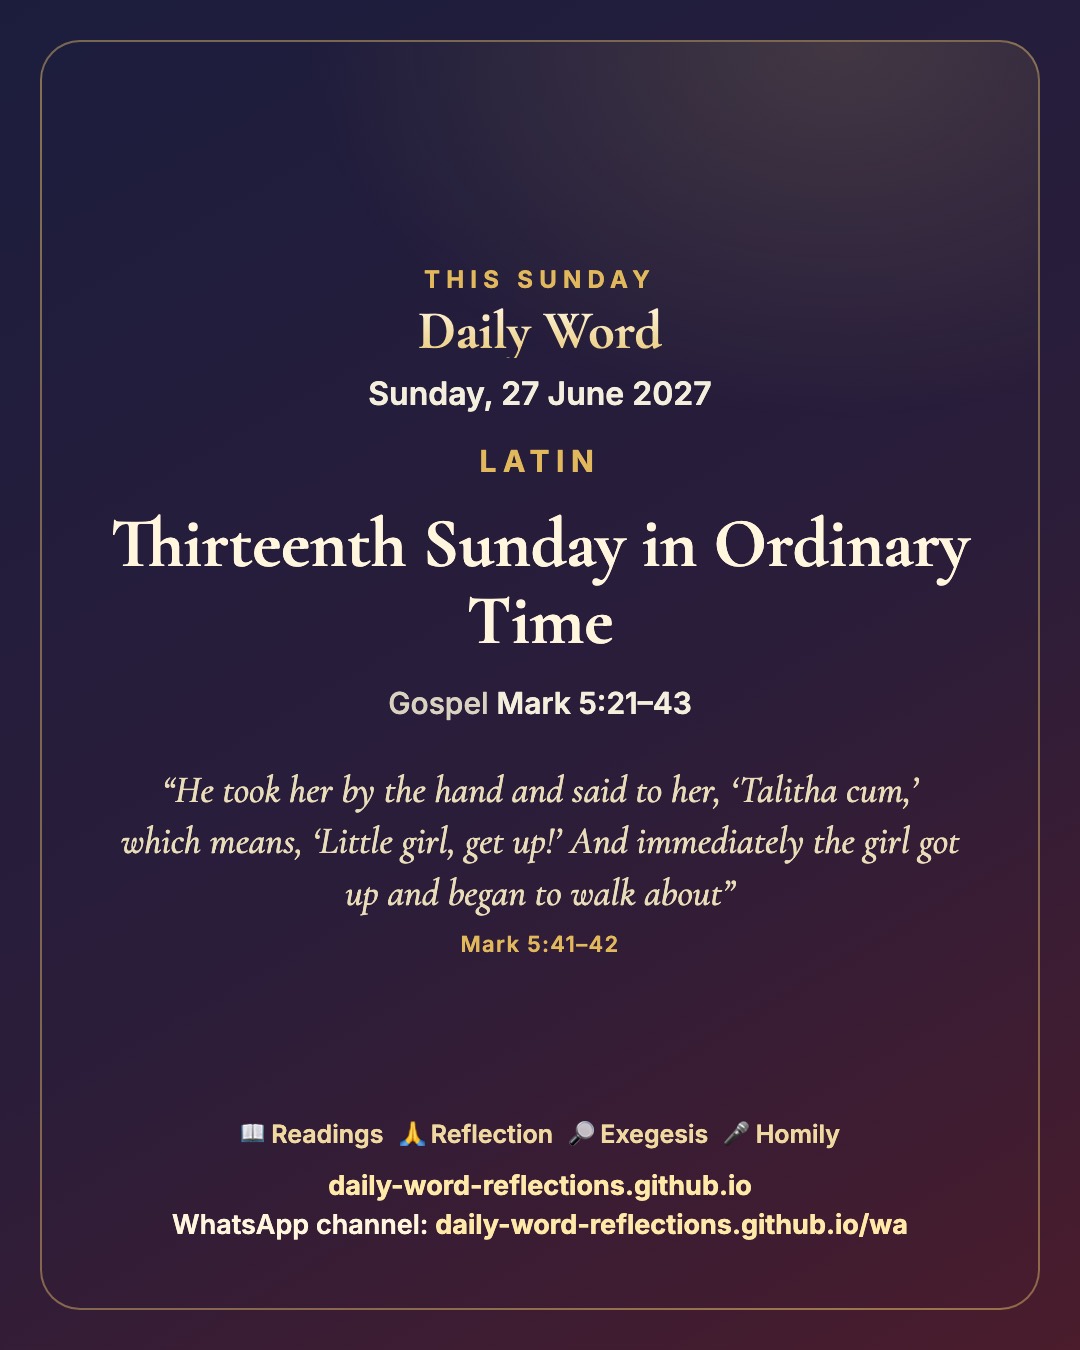 THIS SUNDAY
Daily Word
Sunday, 27 June 2027
LATIN
Thirteenth Sunday in Ordinary
Time
Gospel Mark 5:21–43
“He took her by the hand and said to her, ‘Talitha cum,’
which means, ‘Little girl, get up!’ And immediately the girl got
up and began to walk about”
Mark 5:41–42
📖 Readings 🙏 Reflection 🔎 Exegesis 🎤 Homily
daily-word-reflections.github.io
WhatsApp channel: daily-word-reflections.github.io/wa